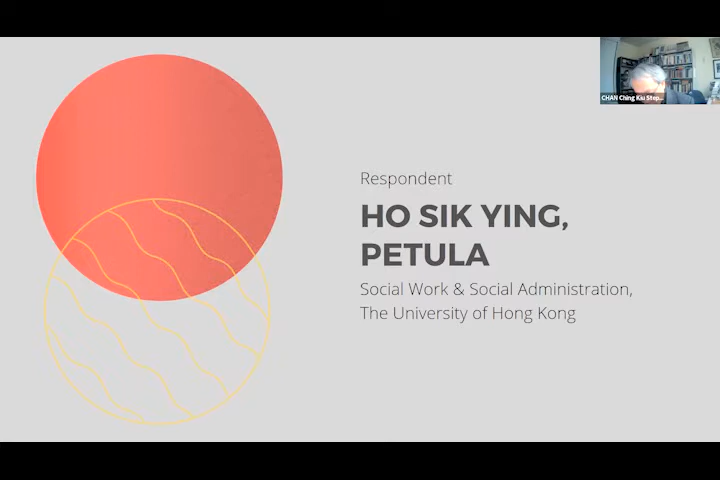 Respondent
HO SIK YING,
PETULA
Social Work & Social Administration,
The University of Hong Kong
CHAN Ching Kiu Step...